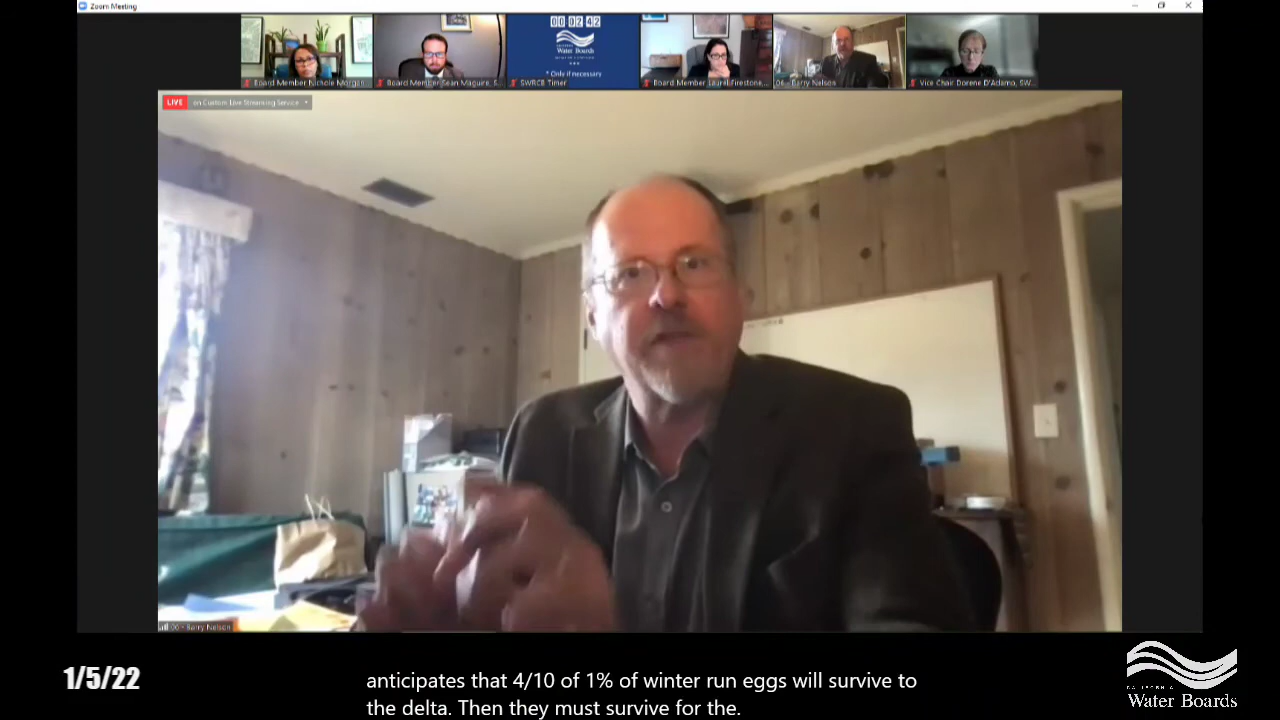 Zoom Meeting
00 02 42
CALIFORNIA
Water Boards
* Only if necessary
Board Member Nichole Morgan
Board Member Sean Maguire, S...
SWRCB Timer
Board Member Laurel Firestone,...
06 - Barry Nelson
Vice Chair Dorene D'Adamo, SW...
LIVE
on Custom Live Streaming Service
06 - Barry Nelson
1/5/22
anticipates that 4/10 of 1% of winter run eggs will survive to
the delta. Then they must survive for the.
CALIFORNIA
Water Boards